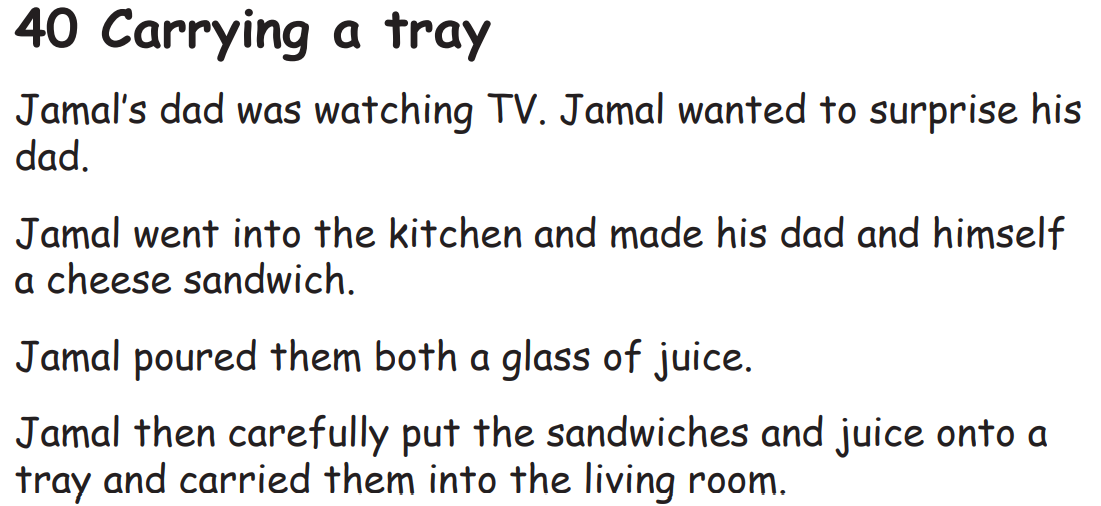 40 Carrying a tray
Jamal's dad was watching TV. Jamal wanted to surprise his
dad.
Jamal went into the kitchen and made his dad and himself
a cheese sandwich.
Jamal poured them both a glass of juice.
Jamal then carefully put the sandwiches and juice onto a
tray and carried them into the living room.